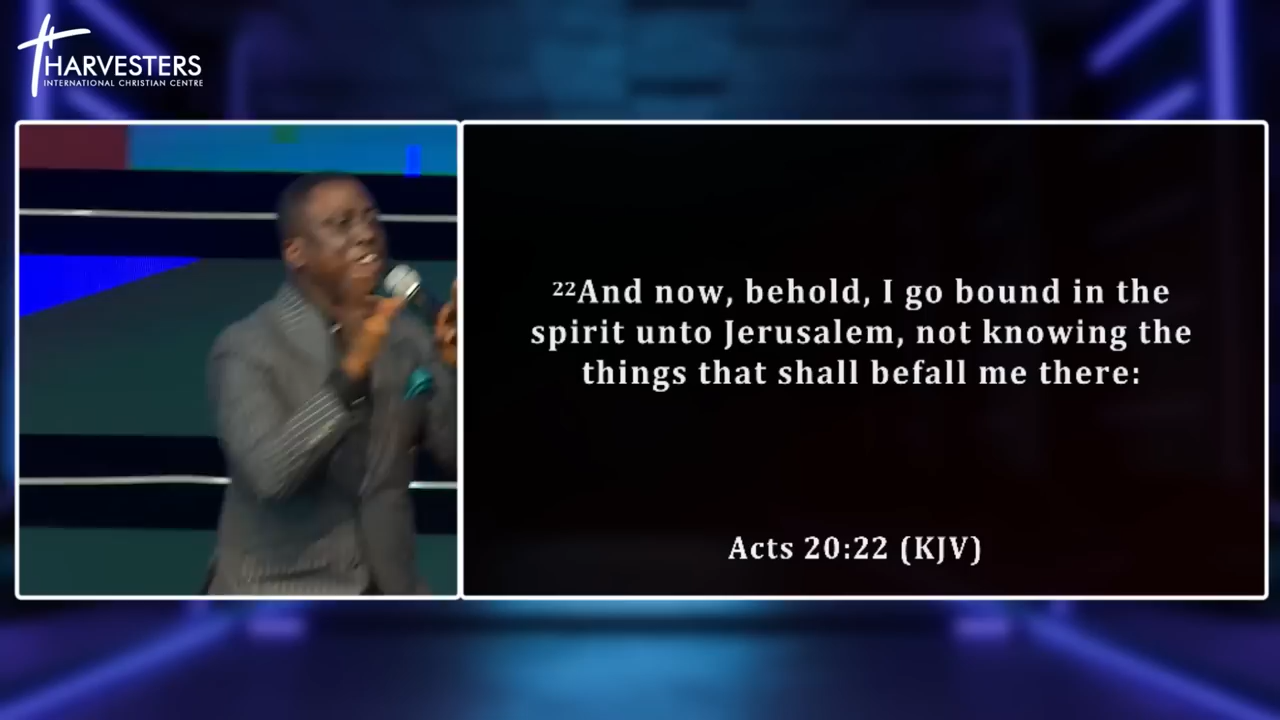 HARVESTERS
INTERNATIONAL CHRISTIAN CENTRE
²²And now, behold, I go bound in the
spirit unto Jerusalem, not knowing the
things that shall befall me there:
Acts 20:22 (KJV)